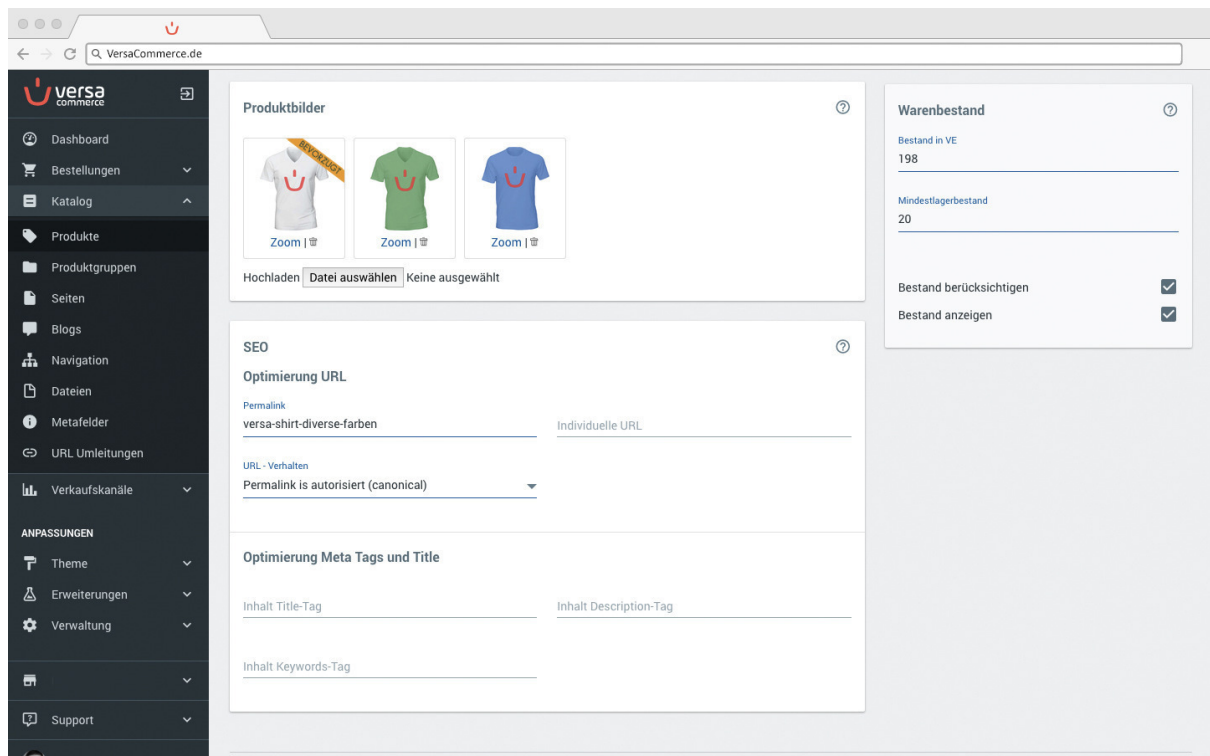 VersaCommerce.de
versa
commerce
Dashboard
Bestellungen
Katalog
Produkte
Produktgruppen
Seiten
Blogs
Navigation
Dateien
Metafelder
URL Umleitungen
Verkaufskanäle
ANPASSUNGEN
Theme
Erweiterungen
Verwaltung
Support
Produktbilder
BEVORZUGT
Zoom | Zoom | Zoom |
Hochladen Datei auswählen Keine ausgewählt
SEO
Optimierung URL
Permalink
versa-shirt-diverse-farben Individuelle URL
URL - Verhalten
Permalink is autorisiert (canonical)
Optimierung Meta Tags und Title
Inhalt Title-Tag Inhalt Description-Tag
Inhalt Keywords-Tag
Warenbestand
Bestand in VE
198
Mindestlagerbestand
20
Bestand berücksichtigen
Bestand anzeigen